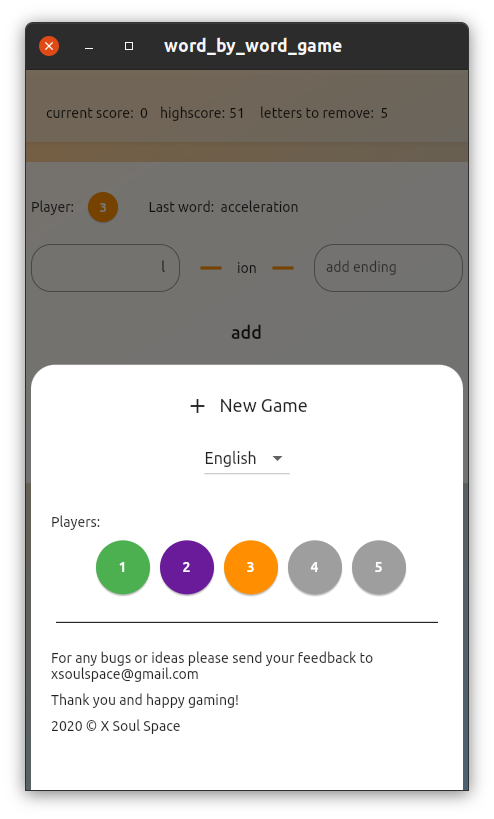 word_by_word_game
current score: 0 highscore: 51 letters to remove: 5
Player: 3 Last word: acceleration
l ion add ending
add
+ New Game
English
Players:
1 2 3 4 5
For any bugs or ideas please send your feedback to
xsoulspace@gmail.com
Thank you and happy gaming!
2020 © X Soul Space